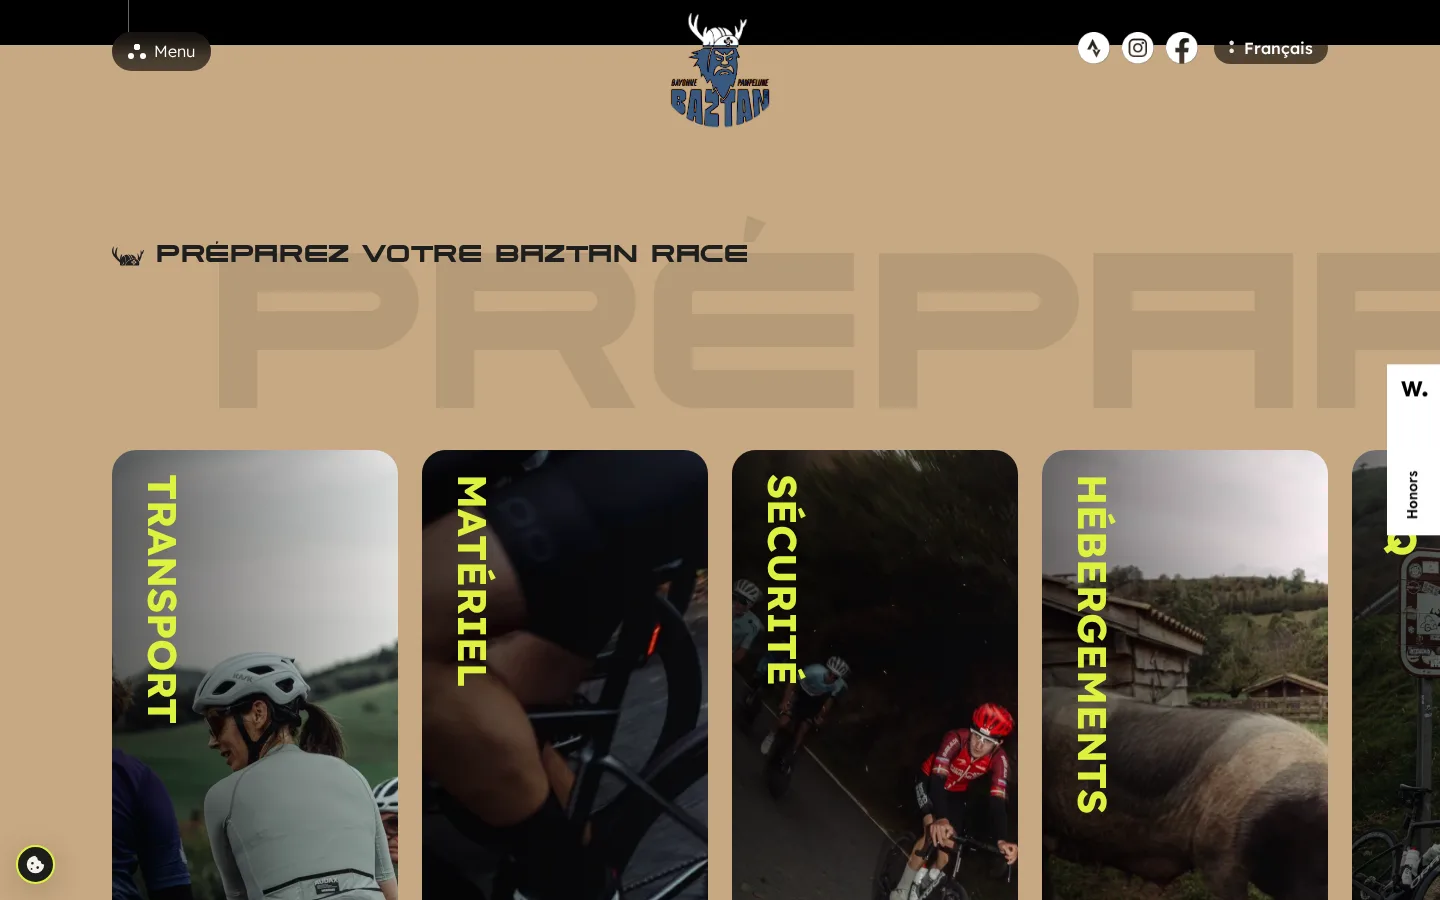 Menu
BAYONNE PAMPELUNE
BAZTAN
Français
PRÉPAREZ VOTRE BAZTAN RACE
PRÉPAR
W.
Honors
TRANSPORT
MATÉRIEL
SÉCURITÉ
HÉBERGEMENTS